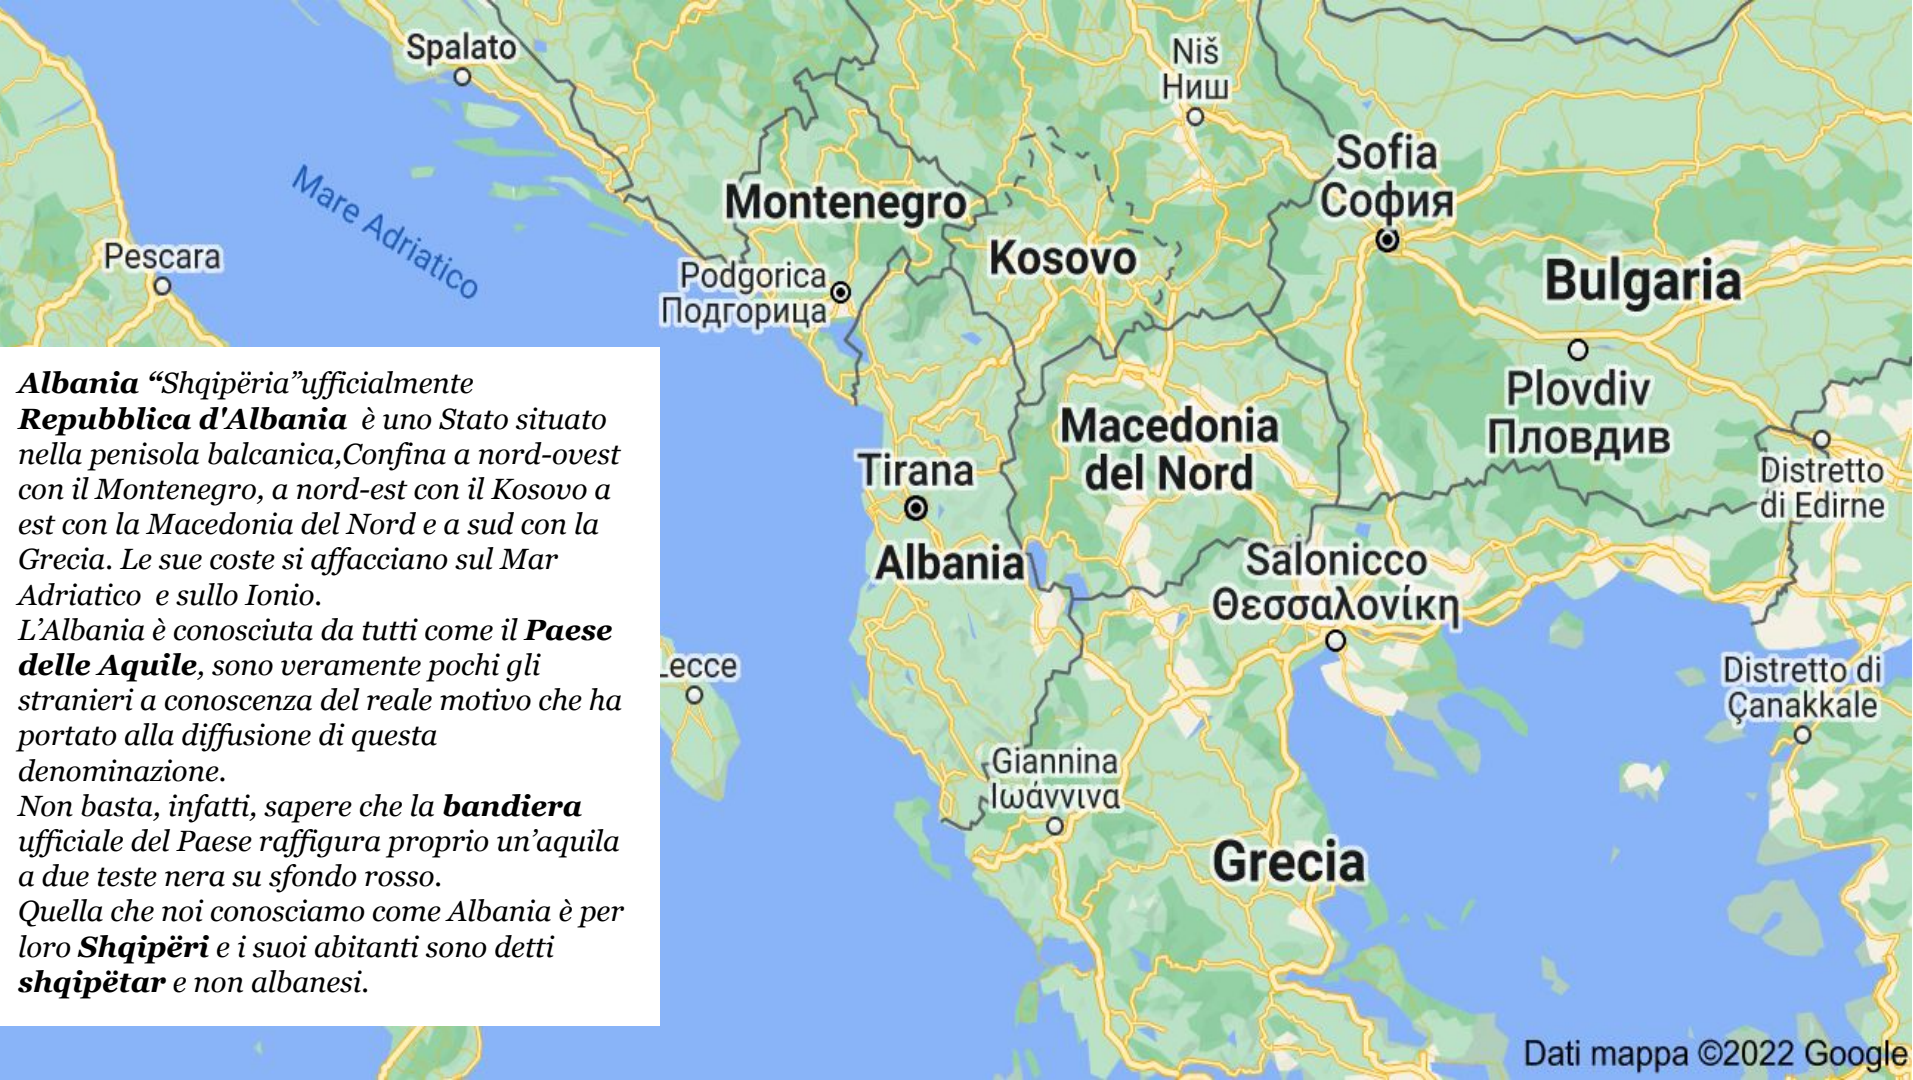 Spalato
Niš
Ниш
Sofia
София
Mare Adriatico
Montenegro
Pescara
Kosovo
Podgorica
Подгорица
Bulgaria
Plovdiv
Пловдив
Macedonia
del Nord
Tirana
Distretto
di Edirne
Albania
Salonicco
Θεσσαλονίκη
Lecce
Distretto di
Çanakkale
Giannina
Ιωάννινα
Grecia
Albania “Shqipëria”ufficialmente
Repubblica d'Albania è uno Stato situato
nella penisola balcanica,Confina a nord-ovest
con il Montenegro, a nord-est con il Kosovo a
est con la Macedonia del Nord e a sud con la
Grecia. Le sue coste si affacciano sul Mar
Adriatico e sullo Ionio.
L’Albania è conosciuta da tutti come il Paese
delle Aquile, sono veramente pochi gli
stranieri a conoscenza del reale motivo che ha
portato alla diffusione di questa
denominazione.
Non basta, infatti, sapere che la bandiera
ufficiale del Paese raffigura proprio un’aquila
a due teste nera su sfondo rosso.
Quella che noi conosciamo come Albania è per
loro Shqipëri e i suoi abitanti sono detti
shqipëtar e non albanesi.
Dati mappa ©2022 Google